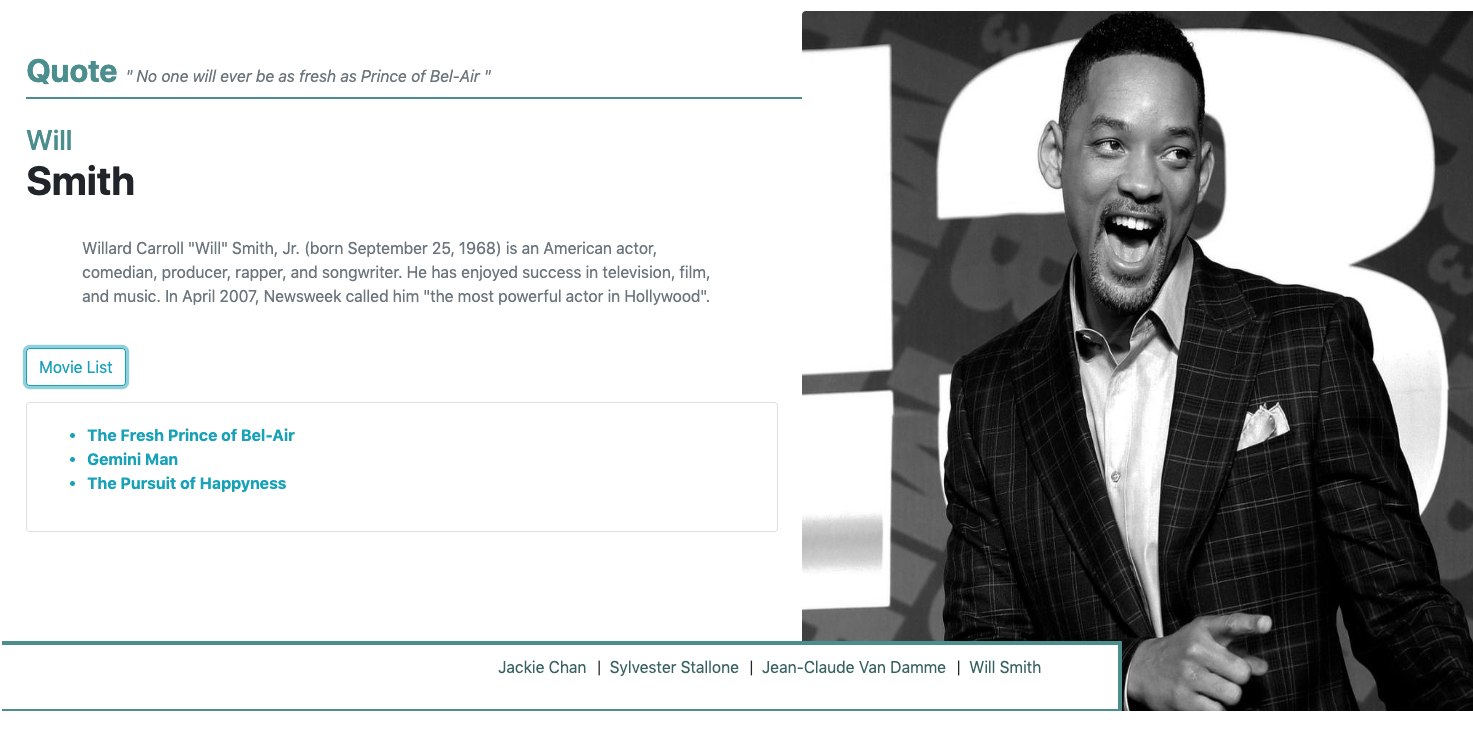 Quote " No one will ever be as fresh as Prince of Bel-Air "
Will
Smith
Willard Carroll "Will" Smith, Jr. (born September 25, 1968) is an American actor,
comedian, producer, rapper, and songwriter. He has enjoyed success in television, film,
and music. In April 2007, Newsweek called him "the most powerful actor in Hollywood".
Movie List
• The Fresh Prince of Bel-Air
• Gemini Man
• The Pursuit of Happyness
Jackie Chan | Sylvester Stallone | Jean-Claude Van Damme | Will Smith